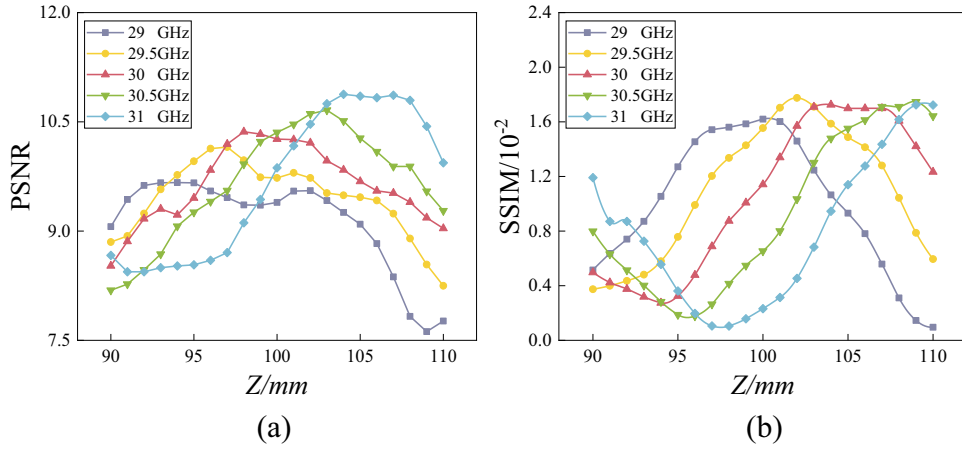 12.0
10.5
9.0
7.5
PSNR
29 GHz
29.5GHz
30 GHz
30.5GHz
31 GHz
90 95 100 105 110
Z/mm
(a)
2.4
2.0
1.6
1.2
0.8
0.4
0.0
SSIM/10-2
29 GHz
29.5GHz
30 GHz
30.5GHz
31 GHz
90 95 100 105 110
Z/mm
(b)